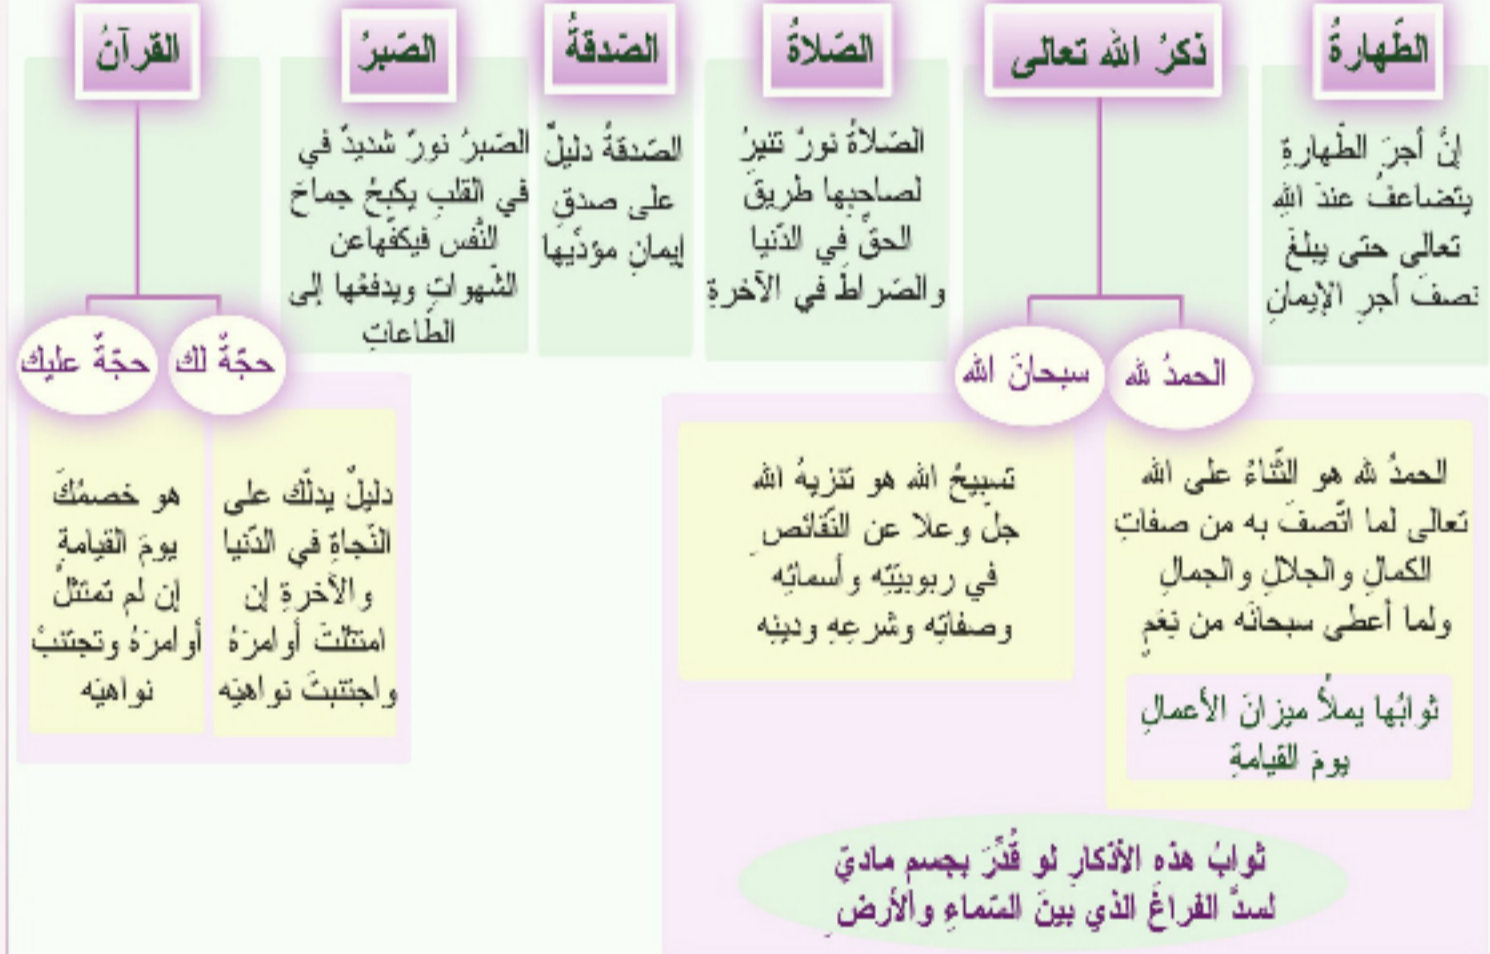 الطّهارةُ
إنَّ أجرَ الطّهارةِ
يتضاعفُ عندَ اللهِ
تعالى حتى يبلغَ
نصفَ أجرِ الإيمانِ
ذكرُ الله تعالى
الحمدُ لله
سبحانَ الله
الحمدُ لله هو الثّناءُ على الله
تعالى لما اتّصفَ به من صفاتِ
الكمالِ والجلالِ والجمالِ
ولما أعطى سبحانَه من نِعَمٍ
ثوابُها يملأُ ميزانَ الأعمالِ
يومَ القيامةِ
تسبيحُ الله هو تنزيهُ الله
جل وعلا عن النّقائصِ
في ربوبيّتِه وأسمائِه
وصفاتِه وشرعِهِ ودينِه
ثوابُ هذه الأذكارِ لو قُدِّرَ بجسمٍ ماديّ
لسدَّ الفراغَ الذي بينَ السّماءِ والأرضِ
الصّلاةُ
الصّلاةُ نورٌ تنيرُ
لصاحبِها طريقَ
الحقِّ في الدّنيا
والصّراطَ في الآخرةِ
الصّدقةُ
الصّدقةُ دليلٌ
على صدقِ
إيمانِ مؤدّيها
الصّبرُ
الصّبرُ نورٌ شديدٌ في
في القلبِ يكبحُ جماحَ
النّفس فيكفّهاعن
الشّهواتِ ويدفعُها إلى
الطّاعاتِ
القرآنُ
حجّةٌ لك
حجّةٌ عليك
دليلٌ يدلّك على
النّجاةِ في الدّنيا
والآخرةِ إن
امتثلتَ أوامرَهُ
واجتنبتَ نواهيَه
هو خصمُكَ
يومَ القيامةِ
إن لم تمتثلْ
أوامرَهُ وتجتنبْ
نواهيَه